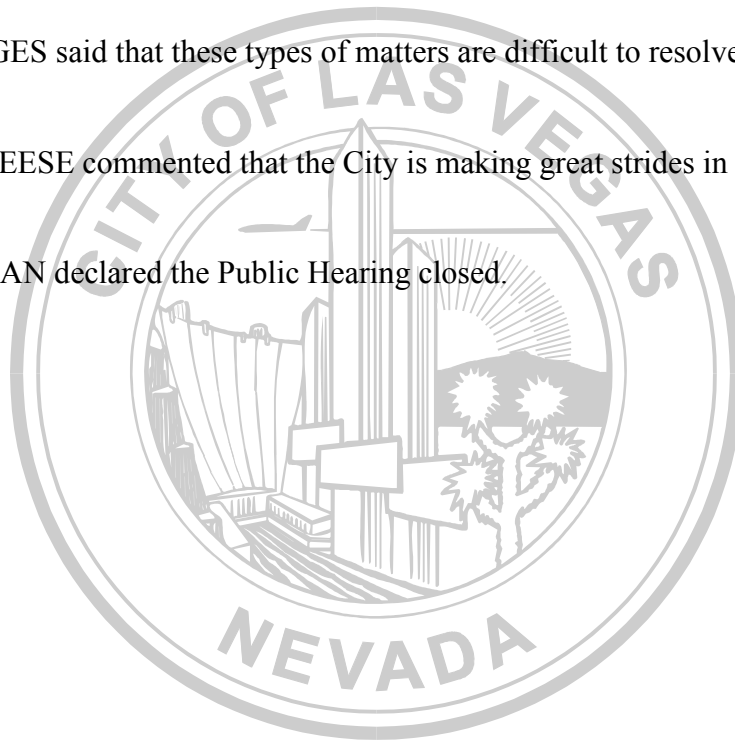 GES said that these types of matters are difficult to resolve
CITY OF LAS VEGAS
EESE commented that the City is making great strides in
AN declared the Public Hearing closed.
NEVADA